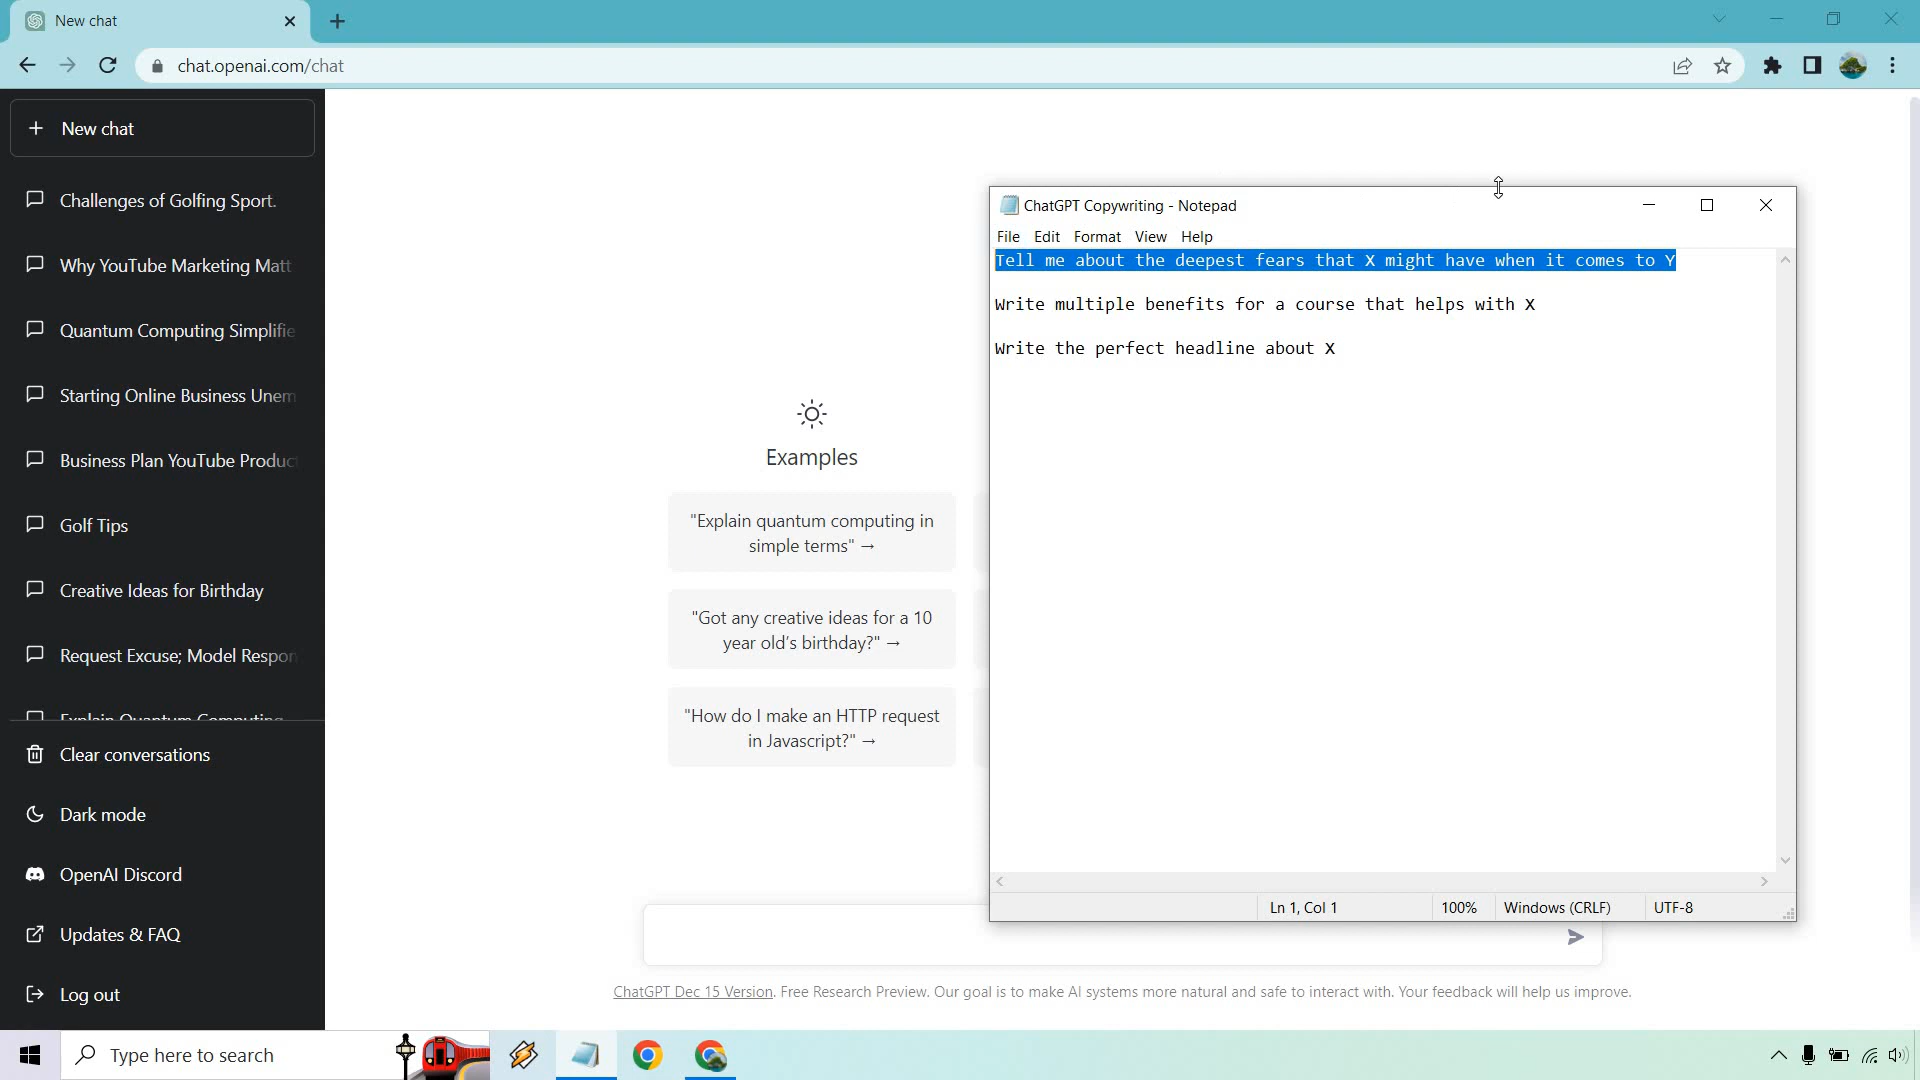 New chat
chat.openai.com/chat
New chat
Challenges of Golfing Sport.
Why YouTube Marketing Matt
Quantum Computing Simplifie
Starting Online Business Unem
Business Plan YouTube Produc
Golf Tips
Creative Ideas for Birthday
Request Excuse; Model Respon
Explain Quantum Computing
Clear conversations
Dark mode
OpenAI Discord
Updates & FAQ
Log out
Examples
"Explain quantum computing in
simple terms" →
"Got any creative ideas for a 10
year old's birthday?" →
"How do I make an HTTP request
in Javascript?" →
ChatGPT Copywriting - Notepad
File Edit Format View Help
Tell me about the deepest fears that X might have when it comes to Y
Write multiple benefits for a course that helps with X
Write the perfect headline about X
Ln 1, Col 1 100% Windows (CRLF) UTF-8
ChatGPT Dec 15 Version. Free Research Preview. Our goal is to make AI systems more natural and safe to interact with. Your feedback will help us improve.
Type here to search